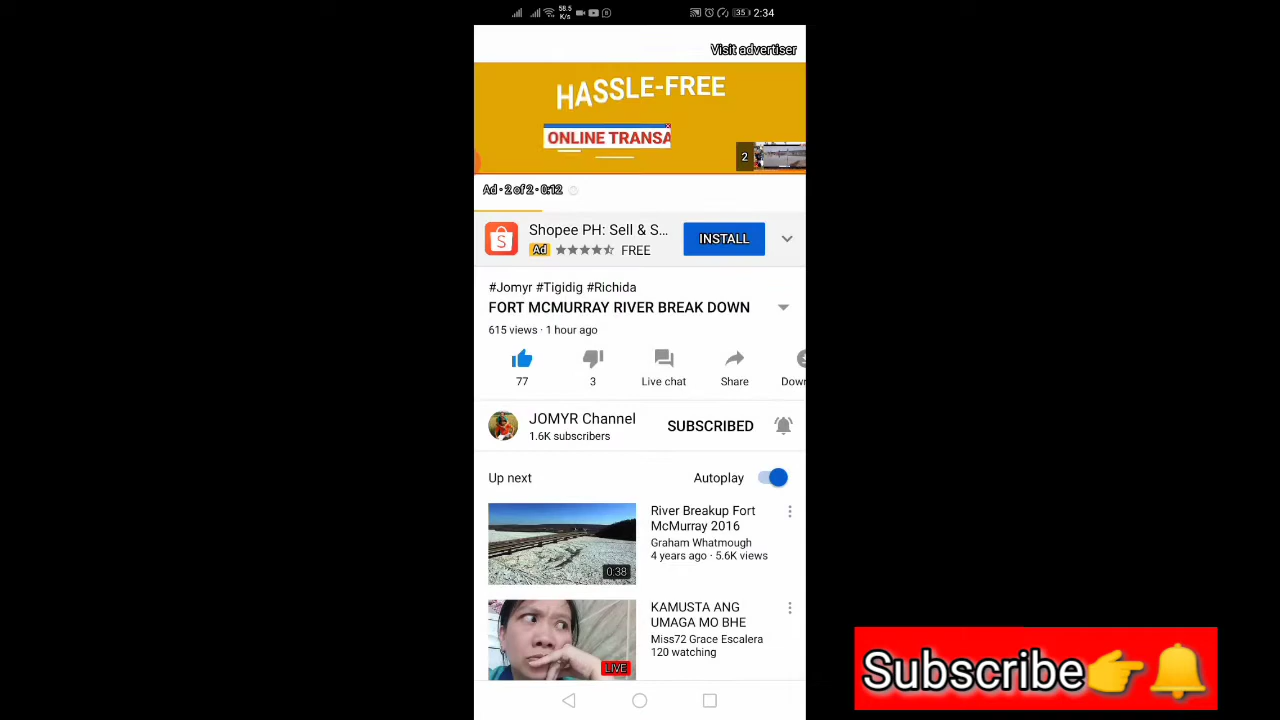 58.5
K/s
35
2:34
Visit advertiser
HASSLE-FREE
ONLINE TRANSA
2
Ad • 2 of 2 • 0:12
Shopee PH: Sell & S...
INSTALL
Ad
FREE
#Jomyr #Tigidig #Richida
FORT MCMURRAY RIVER BREAK DOWN
615 views · 1 hour ago
77
3
Live chat
Share
Down
JOMYR Channel
1.6K subscribers
SUBSCRIBED
Up next
Autoplay
River Breakup Fort
McMurray 2016
Graham Whatmough
4 years ago · 5.6K views
0:38
KAMUSTA ANG
UMAGA MO BHE
Miss72 Grace Escalera
120 watching
LIVE
Subscribe